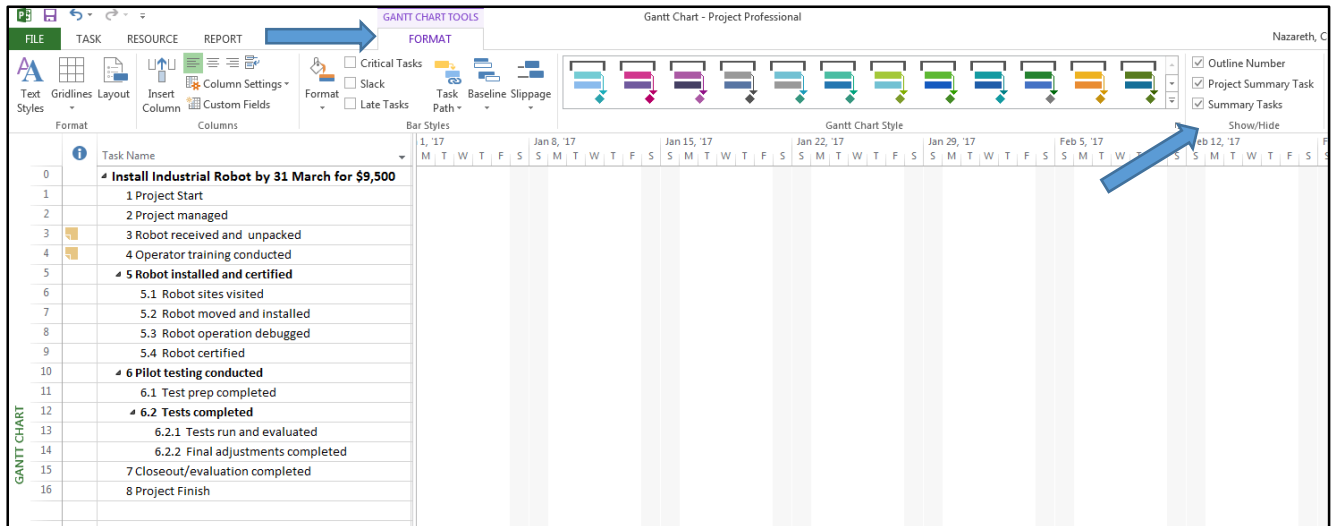 GANTT CHART TOOLS
Gantt Chart - Project Professional
FILE TASK RESOURCE REPORT FORMAT
Nazareth, C
Text Styles
Gridlines
Layout
Format
Insert Column
Column Settings
Custom Fields
Columns
Format
Critical Tasks
Slack
Late Tasks
Task Path
Baseline
Slippage
Bar Styles
Gantt Chart Style
Outline Number
Project Summary Task
Summary Tasks
Show/Hide
1, '17 Jan 8, '17 Jan 15, '17 Jan 22, '17 Jan 29, '17 Feb 5, '17 eb 12, '17 F
Task Name
M T W T F S S M T W T F S S M T W T F S S M T W T F S S M T W T F S S M T W T F S S M T W T F S
0 Install Industrial Robot by 31 March for $9,500
1 1 Project Start
2 2 Project managed
3 3 Robot received and unpacked
4 4 Operator training conducted
5 5 Robot installed and certified
6 5.1 Robot sites visited
7 5.2 Robot moved and installed
8 5.3 Robot operation debugged
9 5.4 Robot certified
10 6 Pilot testing conducted
11 6.1 Test prep completed
12 6.2 Tests completed
13 6.2.1 Tests run and evaluated
14 6.2.2 Final adjustments completed
15 7 Closeout/evaluation completed
16 8 Project Finish
GANTT CHART